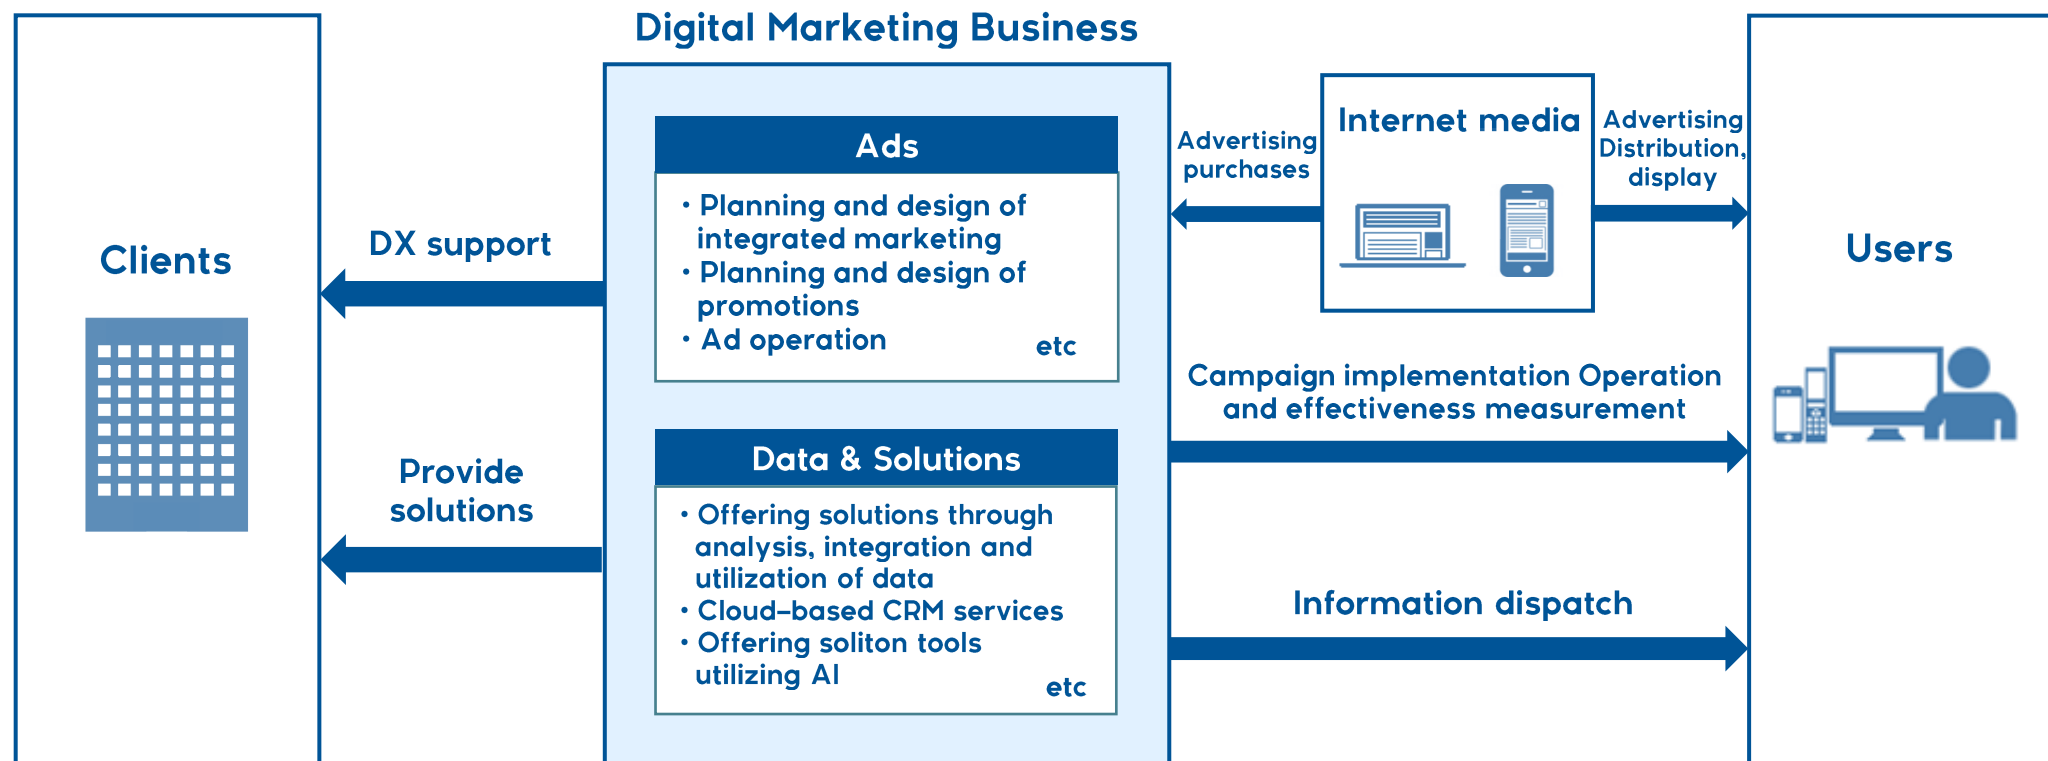 Digital Marketing Business
Clients
DX support
Provide
solutions
Ads
・Planning and design of
integrated marketing
・Planning and design of
promotions
・Ad operation
etc
Data & Solutions
・Offering solutions through
analysis, integration and
utilization of data
・Cloud-based CRM services
・Offering soliton tools
utilizing AI
etc
Advertising
purchases
Internet media
Advertising
Distribution,
display
Campaign implementation Operation
and effectiveness measurement
Information dispatch
Users